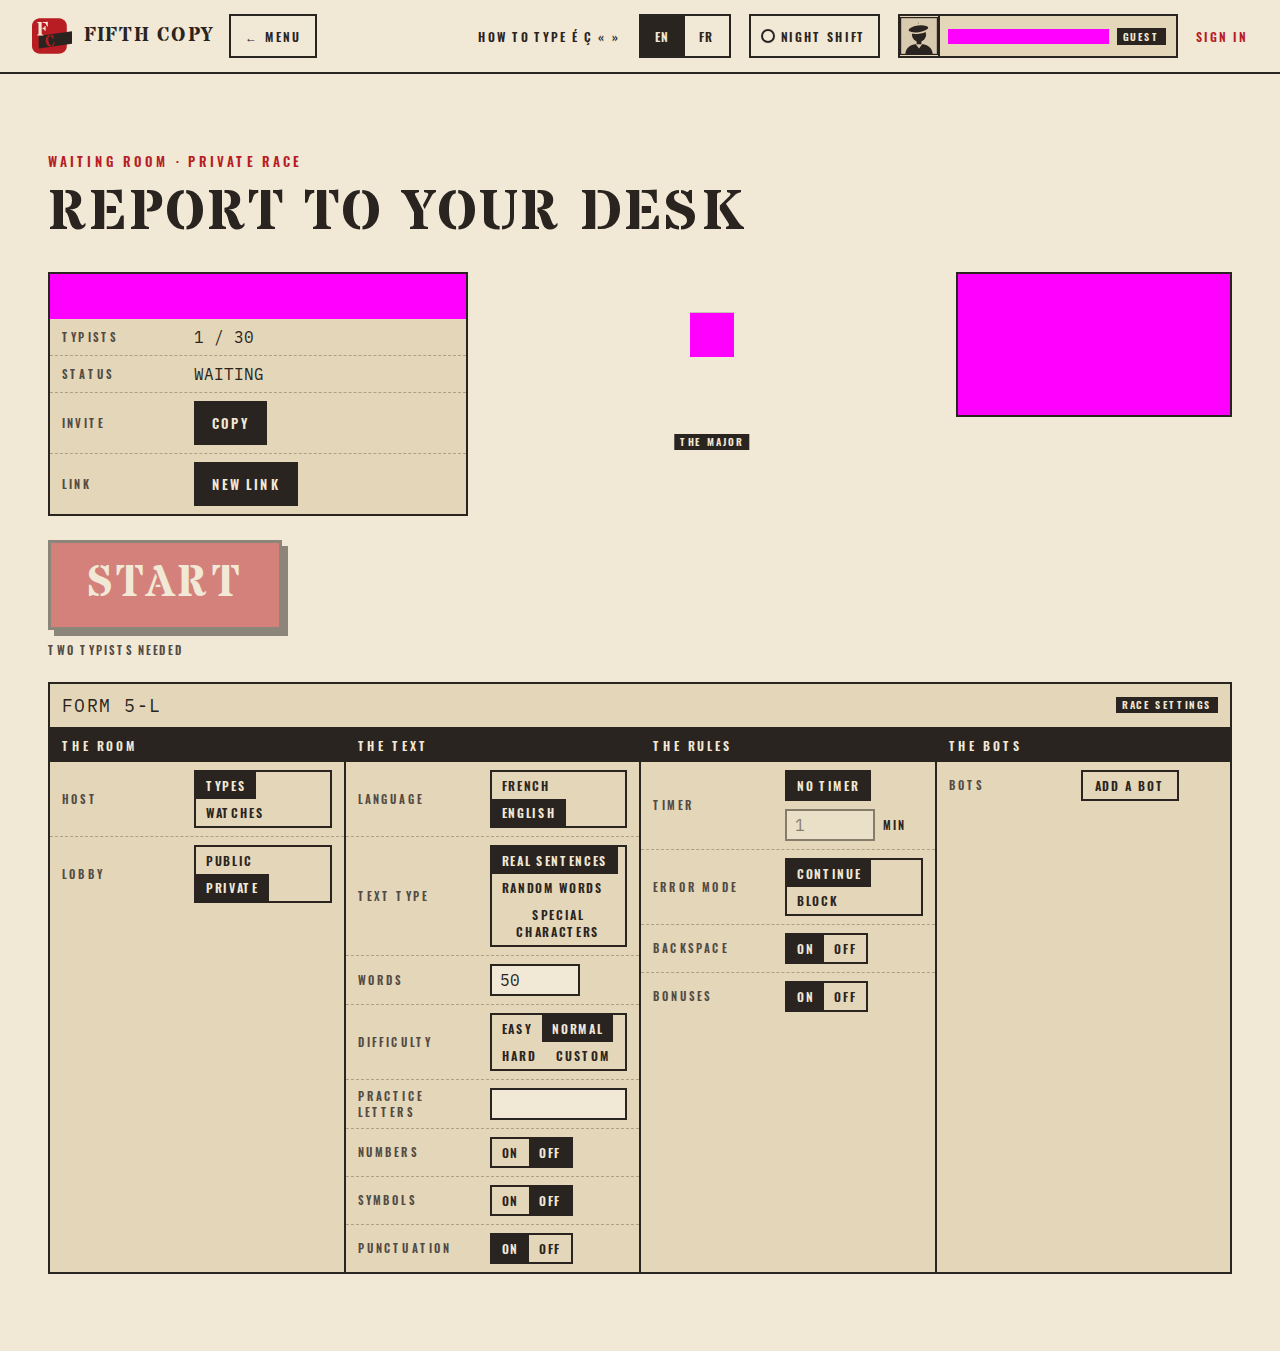 FIFTH COPY
← MENU
HOW TO TYPE É Ç « »
EN FR
NIGHT SHIFT
GUEST
SIGN IN
WAITING ROOM · PRIVATE RACE
REPORT TO YOUR DESK
TYPISTS 1 / 30
STATUS WAITING
INVITE COPY
LINK NEW LINK
THE MAJOR
START
TWO TYPISTS NEEDED
FORM 5-L
RACE SETTINGS
THE ROOM
HOST TYPES WATCHES
LOBBY PUBLIC PRIVATE
THE TEXT
LANGUAGE FRENCH ENGLISH
TEXT TYPE REAL SENTENCES
RANDOM WORDS
SPECIAL
CHARACTERS
WORDS 50
DIFFICULTY EASY NORMAL
HARD CUSTOM
PRACTICE
LETTERS
NUMBERS ON OFF
SYMBOLS ON OFF
PUNCTUATION ON OFF
THE RULES
TIMER NO TIMER
1 MIN
ERROR MODE CONTINUE
BLOCK
BACKSPACE ON OFF
BONUSES ON OFF
THE BOTS
BOTS ADD A BOT